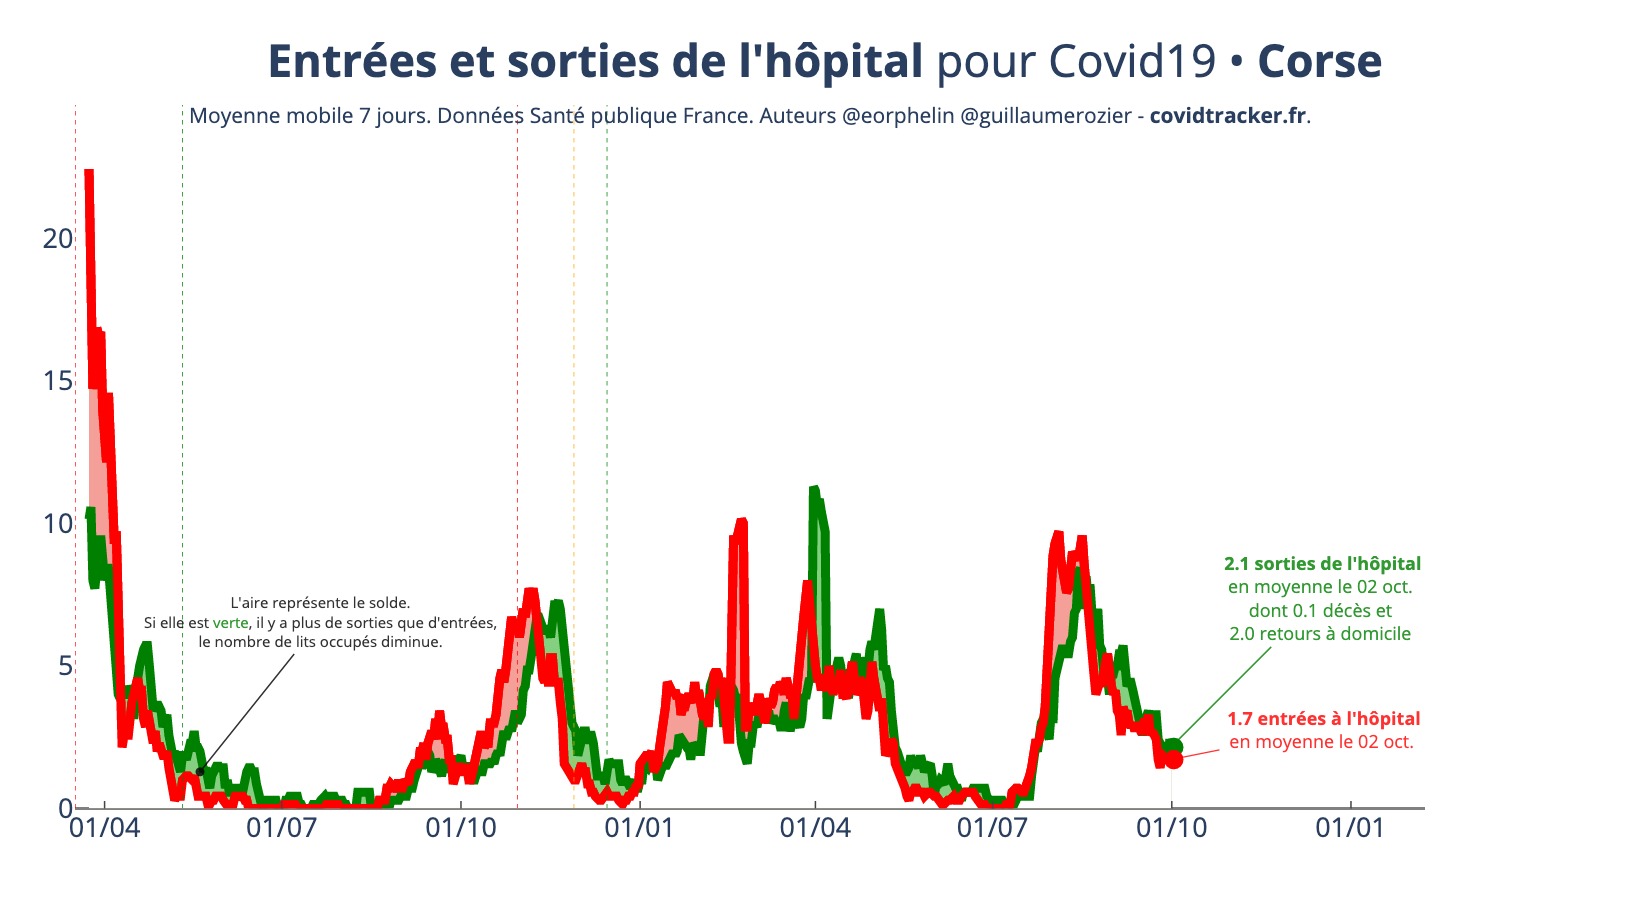 Entrées et sorties de l'hôpital pour Covid19 • Corse
Moyenne mobile 7 jours. Données Santé publique France. Auteurs @eorphelin @guillaumerozier - covidtracker.fr.
20
15
10
5
0
L'aire représente le solde.
Si elle est verte, il y a plus de sorties que d'entrées,
le nombre de lits occupés diminue.
2.1 sorties de l'hôpital
en moyenne le 02 oct.
dont 0.1 décès et
2.0 retours à domicile
1.7 entrées à l'hôpital
en moyenne le 02 oct.
01/04 01/07 01/10 01/01 01/04 01/07 01/10 01/01